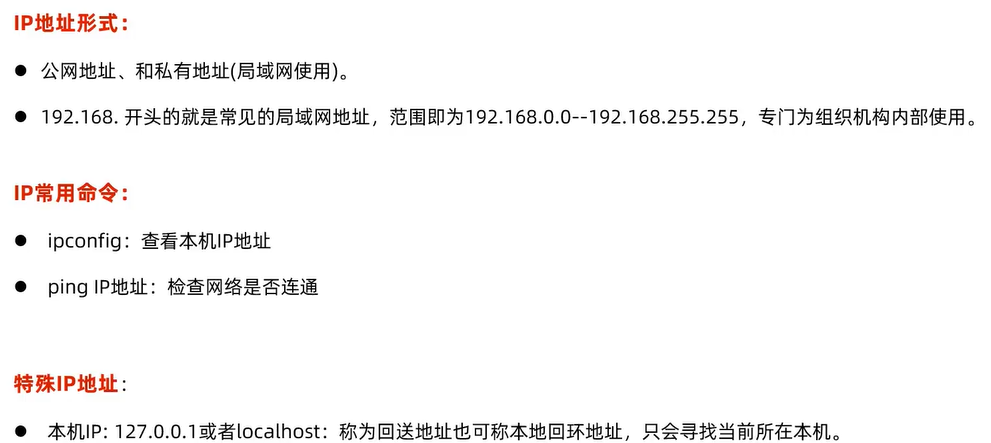 IP地址形式：
● 公网地址、和私有地址(局域网使用)。
● 192.168. 开头的就是常见的局域网地址，范围即为192.168.0.0--192.168.255.255，专门为组织机构内部使用。
IP常用命令：
● ipconfig：查看本机IP地址
● ping IP地址：检查网络是否连通
特殊IP地址：
● 本机IP: 127.0.0.1或者localhost：称为回送地址也可称本地回环地址，只会寻找当前所在本机。